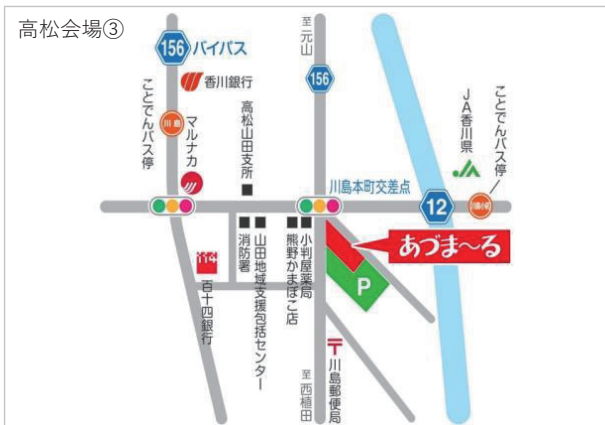 高松会場③
156
バイパス
香川銀行
川島
ことでんバス停
マルナカ
高松山田支所
至元山
156
川島本町交差点
12
JA香川県
ことでんバス停
あづま～る
P
114
百十四銀行
消防署
山田地域支援包括センター
熊野かまぼこ店
小判屋薬局
川島郵便局
至西植田